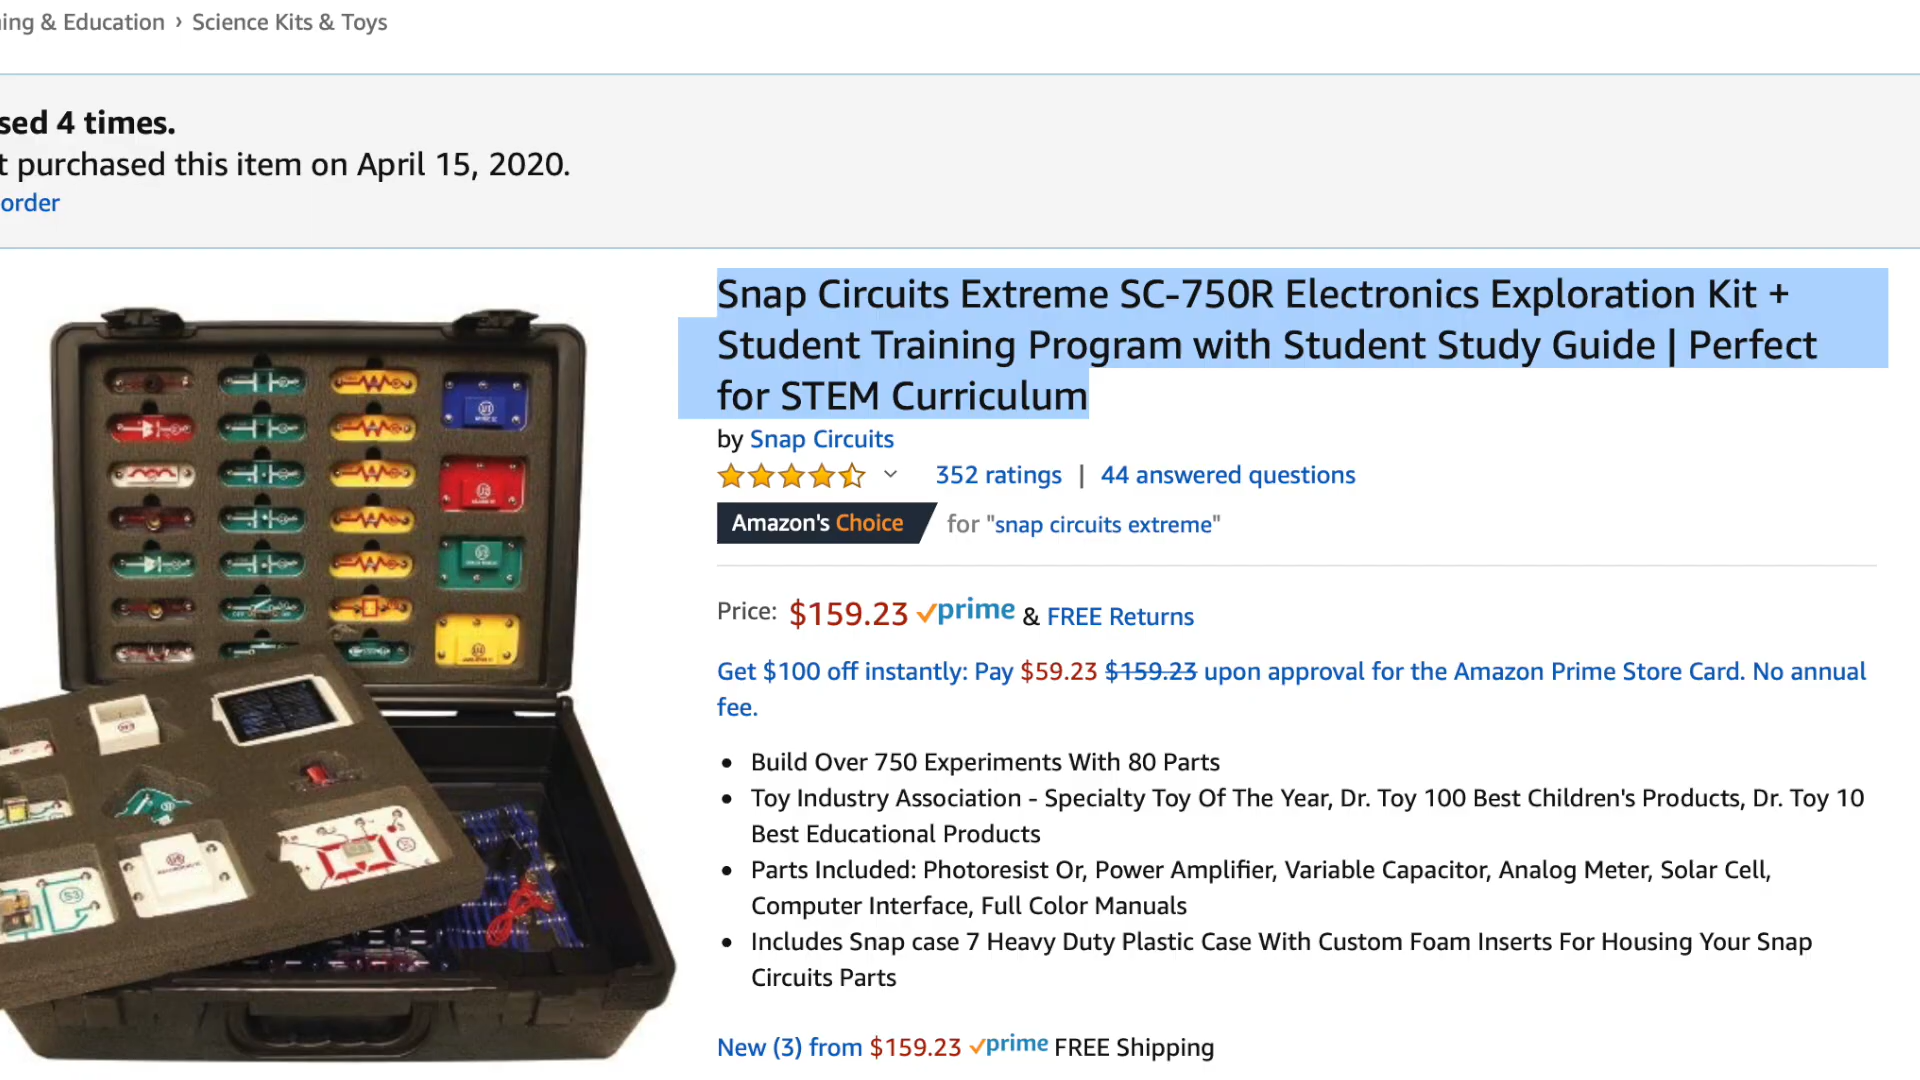 ing & Education › Science Kits & Toys
sed 4 times.
t purchased this item on April 15, 2020.
order
Snap Circuits Extreme SC-750R Electronics Exploration Kit +
Student Training Program with Student Study Guide | Perfect
for STEM Curriculum
by Snap Circuits
352 ratings | 44 answered questions
Amazon's Choice for "snap circuits extreme"
Price: $159.23 prime & FREE Returns
Get $100 off instantly: Pay $59.23 $159.23 upon approval for the Amazon Prime Store Card. No annual
fee.
• Build Over 750 Experiments With 80 Parts
• Toy Industry Association - Specialty Toy Of The Year, Dr. Toy 100 Best Children's Products, Dr. Toy 10
Best Educational Products
• Parts Included: Photoresist Or, Power Amplifier, Variable Capacitor, Analog Meter, Solar Cell,
Computer Interface, Full Color Manuals
• Includes Snap case 7 Heavy Duty Plastic Case With Custom Foam Inserts For Housing Your Snap
Circuits Parts
New (3) from $159.23 prime FREE Shipping
S3